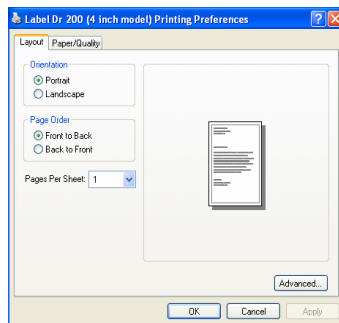 Label Dr 200 (4 inch model) Printing Preferences
Layout Paper/Quality
Orientation
Portrait
Landscape
Page Order
Front to Back
Back to Front
Pages Per Sheet: 1
Advanced...
OK Cancel Apply